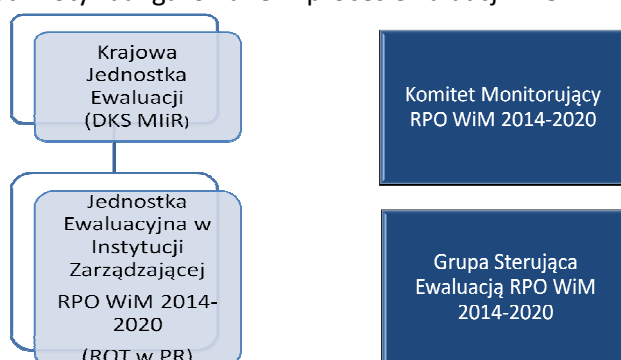 Krajowa
Jednostka
Ewaluacji
(DKS MIiR)
Komitet Monitorujący
RPO WiM 2014-2020
Jednostka
Ewaluacyjna w
Instytucji
Zarządzającej
RPO WiM 2014-
2020
(ROT w PR)
Grupa Sterująca
Ewaluacją RPO WiM
2014-2020